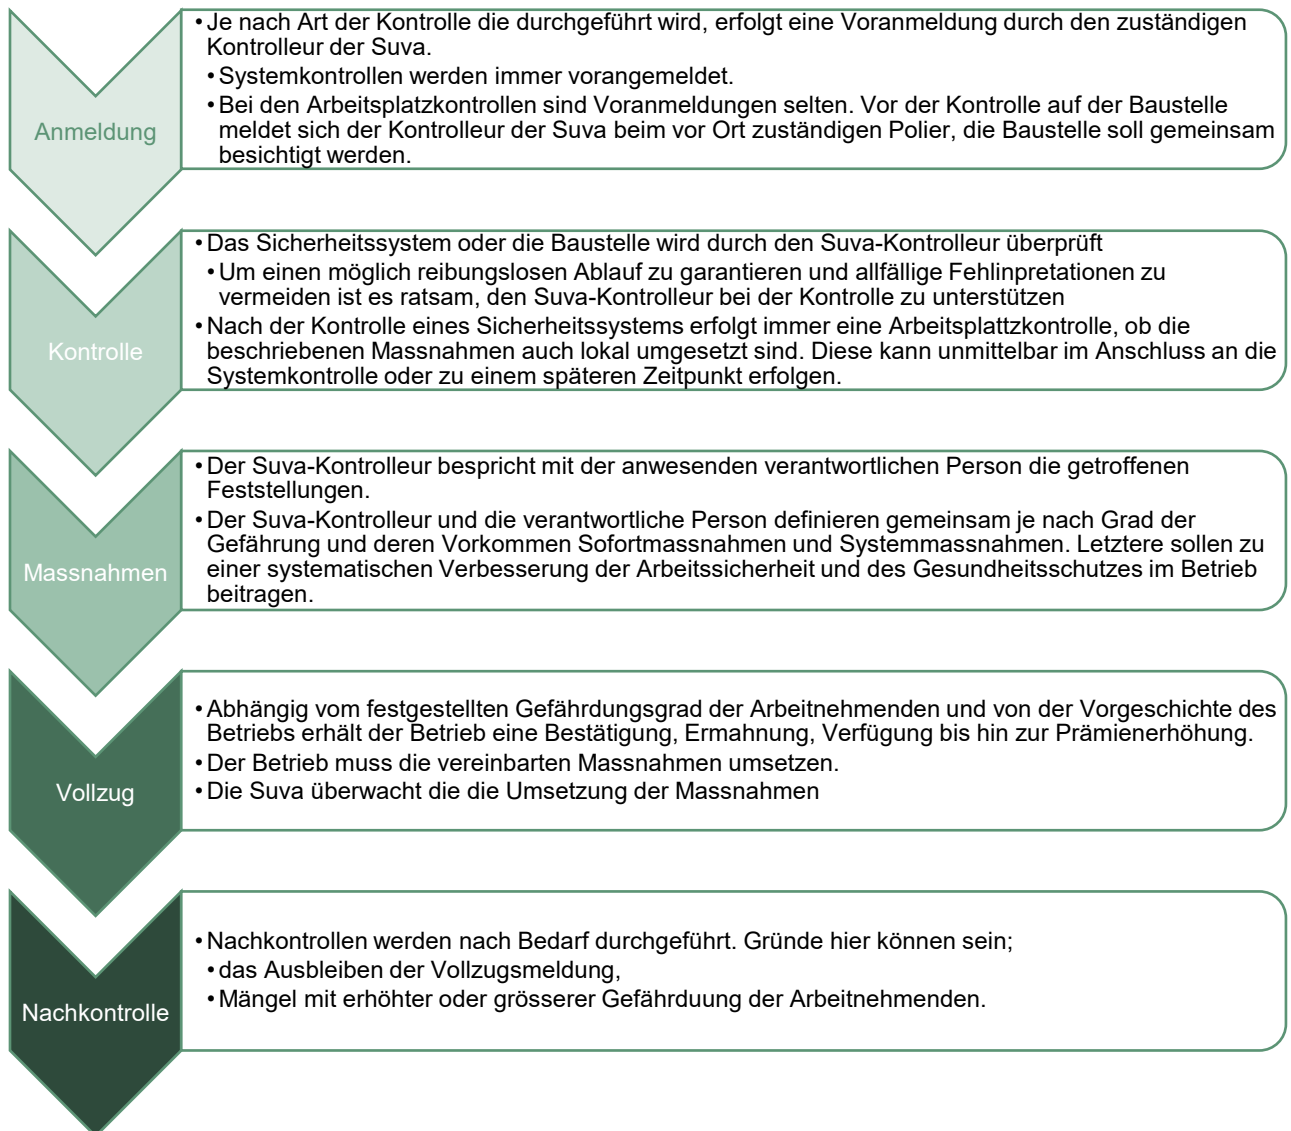 Anmeldung
• Je nach Art der Kontrolle die durchgeführt wird, erfolgt eine Voranmeldung durch den zuständigen
Kontrolleur der Suva.
• Systemkontrollen werden immer vorangemeldet.
• Bei den Arbeitsplatzkontrollen sind Voranmeldungen selten. Vor der Kontrolle auf der Baustelle
meldet sich der Kontrolleur der Suva beim vor Ort zuständigen Polier, die Baustelle soll gemeinsam
besichtigt werden.
Kontrolle
• Das Sicherheitssystem oder die Baustelle wird durch den Suva-Kontrolleur überprüft
• Um einen möglich reibungslosen Ablauf zu garantieren und allfällige Fehlinpretationen zu
vermeiden ist es ratsam, den Suva-Kontrolleur bei der Kontrolle zu unterstützen
• Nach der Kontrolle eines Sicherheitssystems erfolgt immer eine Arbeitsplattzkontrolle, ob die
beschriebenen Massnahmen auch lokal umgesetzt sind. Diese kann unmittelbar im Anschluss an die
Systemkontrolle oder zu einem späteren Zeitpunkt erfolgen.
Massnahmen
• Der Suva-Kontrolleur bespricht mit der anwesenden verantwortlichen Person die getroffenen
Feststellungen.
• Der Suva-Kontrolleur und die verantwortliche Person definieren gemeinsam je nach Grad der
Gefährung und deren Vorkommen Sofortmassnahmen und Systemmassnahmen. Letztere sollen zu
einer systematischen Verbesserung der Arbeitssicherheit und des Gesundheitsschutzes im Betrieb
beitragen.
Vollzug
• Abhängig vom festgestellten Gefährdungsgrad der Arbeitnehmenden und von der Vorgeschichte des
Betriebs erhält der Betrieb eine Bestätigung, Ermahnung, Verfügung bis hin zur Prämienerhöhung.
• Der Betrieb muss die vereinbarten Massnahmen umsetzen.
• Die Suva überwacht die die Umsetzung der Massnahmen
Nachkontrolle
• Nachkontrollen werden nach Bedarf durchgeführt. Gründe hier können sein;
• das Ausbleiben der Vollzugsmeldung,
• Mängel mit erhöhter oder grösserer Gefährduung der Arbeitnehmenden.